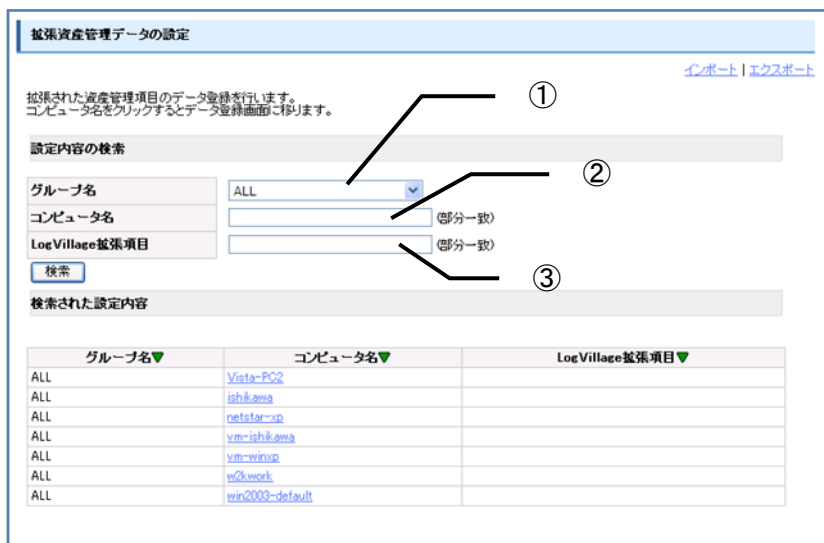 拡張資産管理データの設定
インポート | エクスポート
拡張された資産管理項目のデータ登録を行います。
コンピュータ名をクリックするとデータ登録画面に移ります。
①
設定内容の検索
②
グループ名 ALL
コンピュータ名 (部分一致)
LogVillage拡張項目 (部分一致)
検索
③
検索された設定内容
グループ名▼ コンピュータ名▼ LogVillage拡張項目▼
ALL Vista-PC2
ALL ishikawa
ALL netstar-xp
ALL vm-ishikawa
ALL vm-winxp
ALL w2kwork
ALL win2003-default